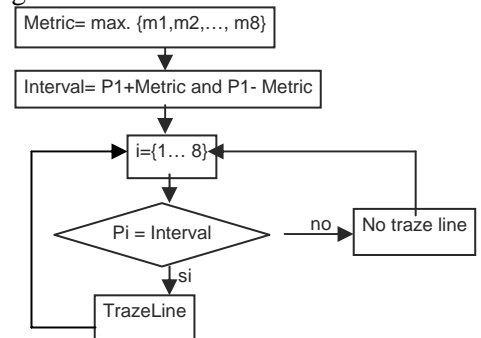 Metric= max. {m1,m2,…, m8}
Interval= P1+Metric and P1- Metric
i={1… 8}
Pi = Interval
no
No traze line
si
TrazeLine